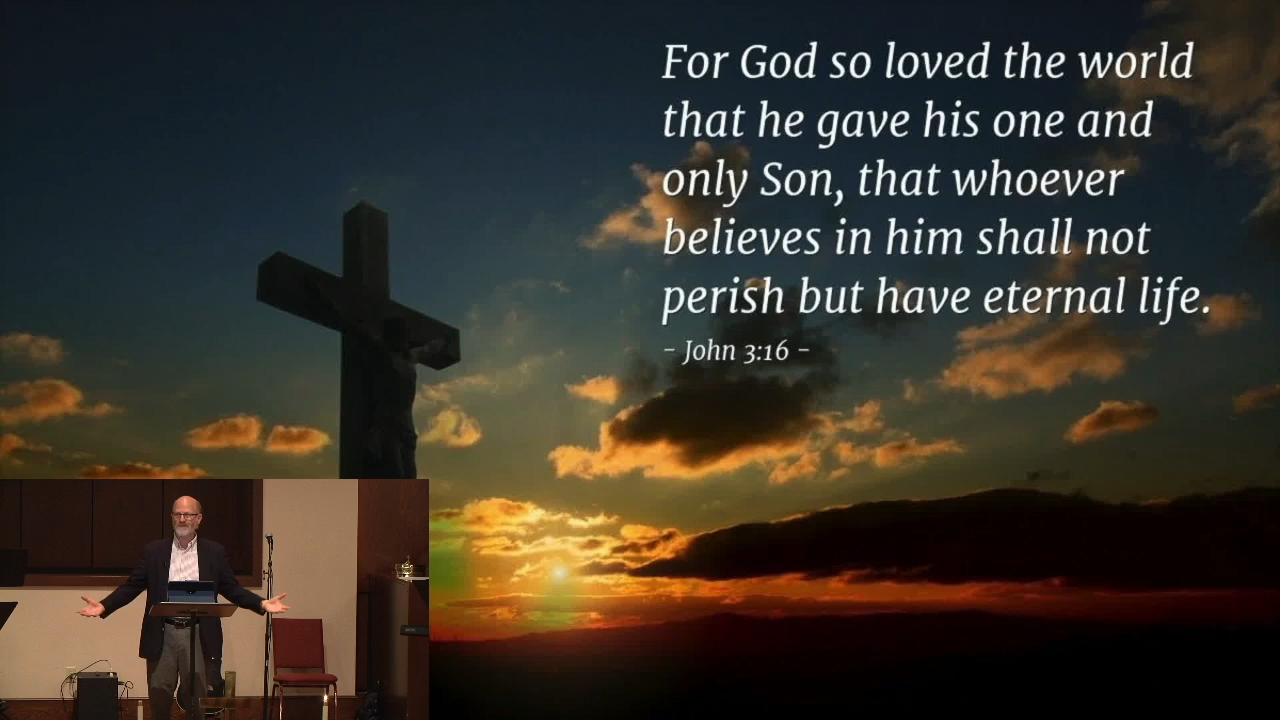 For God so loved the world
that he gave his one and
only Son, that whoever
believes in him shall not
perish but have eternal life.
- John 3:16 -